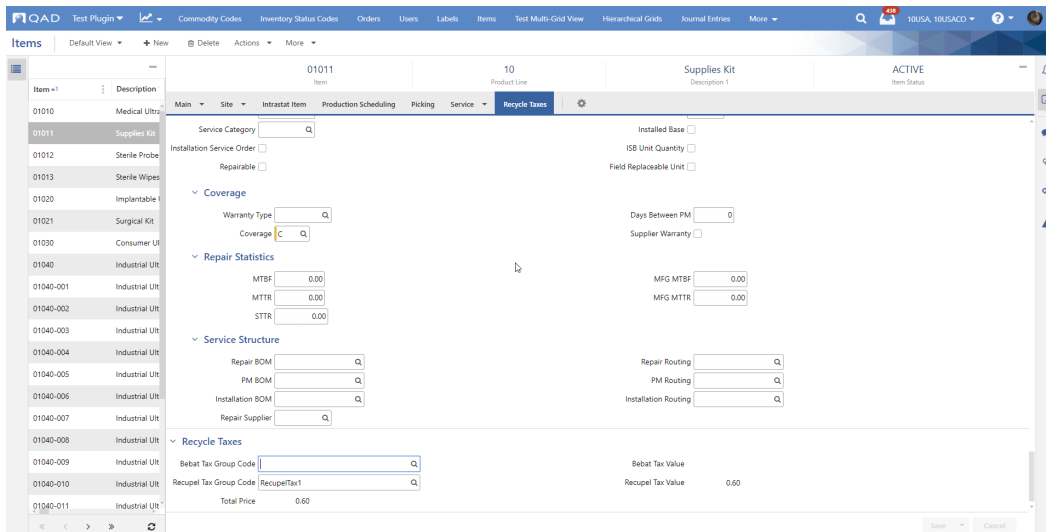 QAD Test Plugin Commodity Codes Inventory Status Codes Orders Users Labels Items Test Multi-Grid View Hierarchical Grids Journal Entries More 438 10USA, 10USACO
Items Default View + New Delete Actions More
01011 10 Supplies Kit ACTIVE
Item Product Line Description 1 Item Status
Item 1 Description
Main Site Intrastat Item Production Scheduling Picking Service Recycle Taxes
01010 Medical Ultra
01011 Supplies Kit
01012 Sterile Probe
01013 Sterile Wipes
01020 Implantable
01021 Surgical Kit
01030 Consumer Ul
01040 Industrial Ult
01040-001 Industrial Ult
01040-002 Industrial Ult
01040-003 Industrial Ult
01040-004 Industrial Ult
01040-005 Industrial Ult
01040-006 Industrial Ult
01040-007 Industrial Ult
01040-008 Industrial Ult
01040-009 Industrial Ult
01040-010 Industrial Ult
01040-011 Industrial Ult
Service Category Installed Base
Installation Service Order ISB Unit Quantity
Repairable Field Replaceable Unit
Coverage
Warranty Type Days Between PM 0
Coverage C Supplier Warranty
Repair Statistics
MTBF 0.00 MFG MTBF 0.00
MTTR 0.00 MFG MTTR 0.00
STTR 0.00
Service Structure
Repair BOM Repair Routing
PM BOM PM Routing
Installation BOM Installation Routing
Repair Supplier
Recycle Taxes
Bebat Tax Group Code Bebat Tax Value
Recupel Tax Group Code RecupelTax1 Recupel Tax Value 0.60
Total Price 0.60
Save Cancel